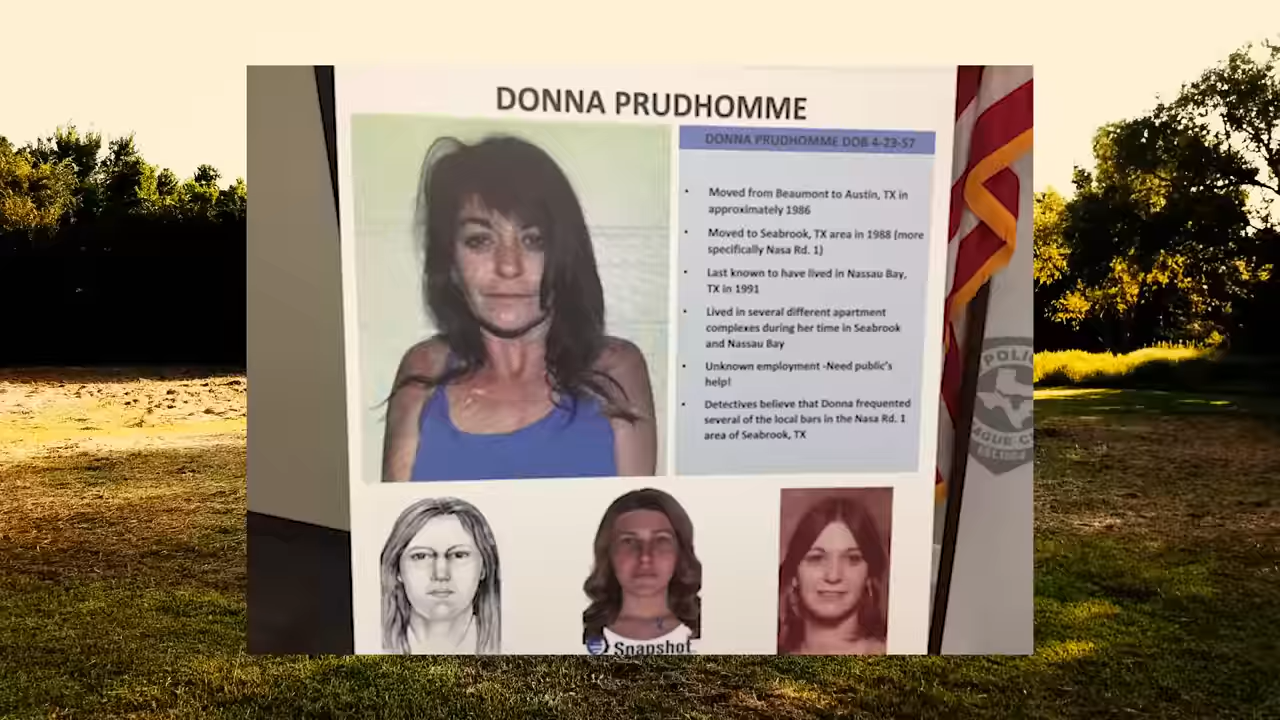 DONNA PRUDHOMME
DONNA PRUDHOMME DOB 4-23-57
• Moved from Beaumont to Austin, TX in
approximately 1986
• Moved to Seabrook, TX area in 1988 (more
specifically Nasa Rd. 1)
• Last known to have lived in Nassau Bay,
TX in 1991
• Lived in several different apartment
complexes during her time in Seabrook
and Nassau Bay
• Unknown employment -Need public's
help!
• Detectives believe that Donna frequented
several of the local bars in the Nasa Rd. 1
area of Seabrook, TX
Snapshot
POLIC
AGUE CI